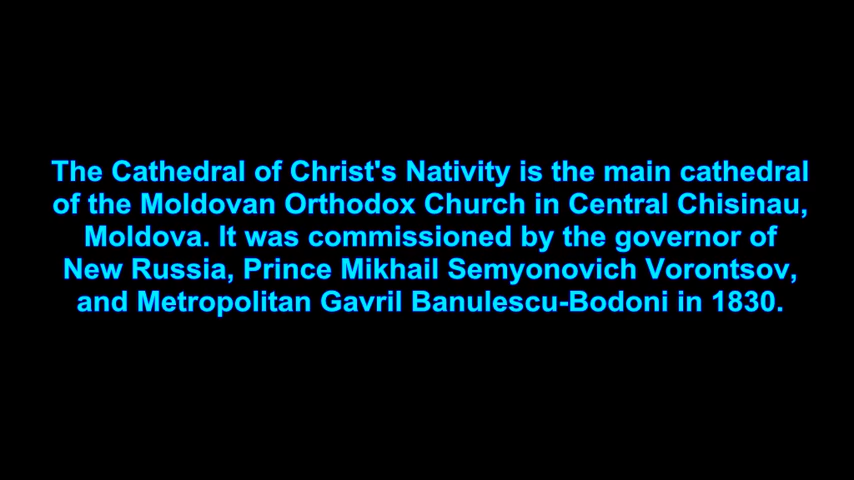 The Cathedral of Christ's Nativity is the main cathedral
of the Moldovan Orthodox Church in Central Chisinau,
Moldova. It was commissioned by the governor of
New Russia, Prince Mikhail Semyonovich Vorontsov,
and Metropolitan Gavril Banulescu-Bodoni in 1830.